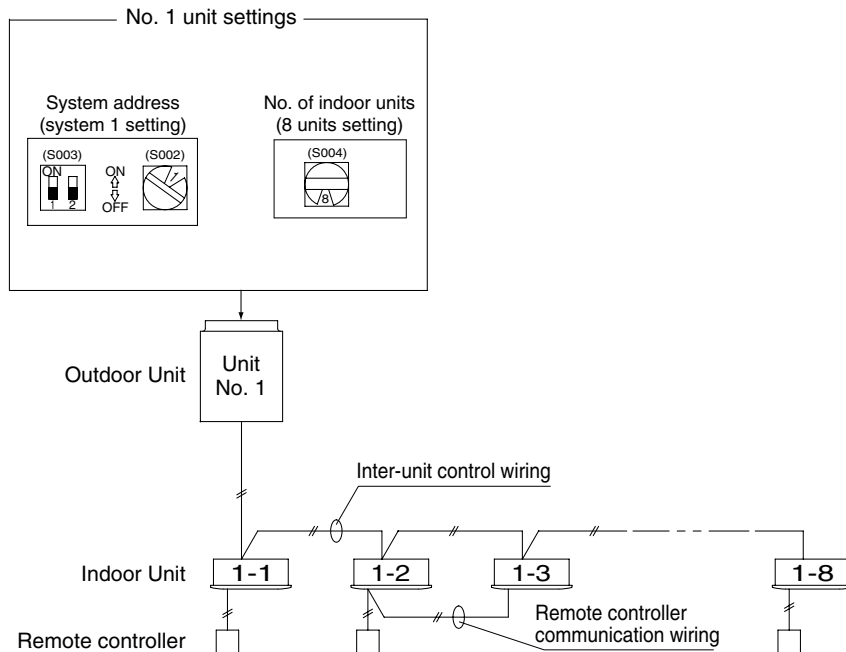 No. 1 unit settings
System address
(system 1 setting)
No. of indoor units
(8 units setting)
(S003)
(S002)
(S004)
ON
ON
OFF
1 2
1
8
Outdoor Unit
Unit
No. 1
Inter-unit control wiring
Indoor Unit
1-1
1-2
1-3
1-8
Remote controller
communication wiring
Remote controller